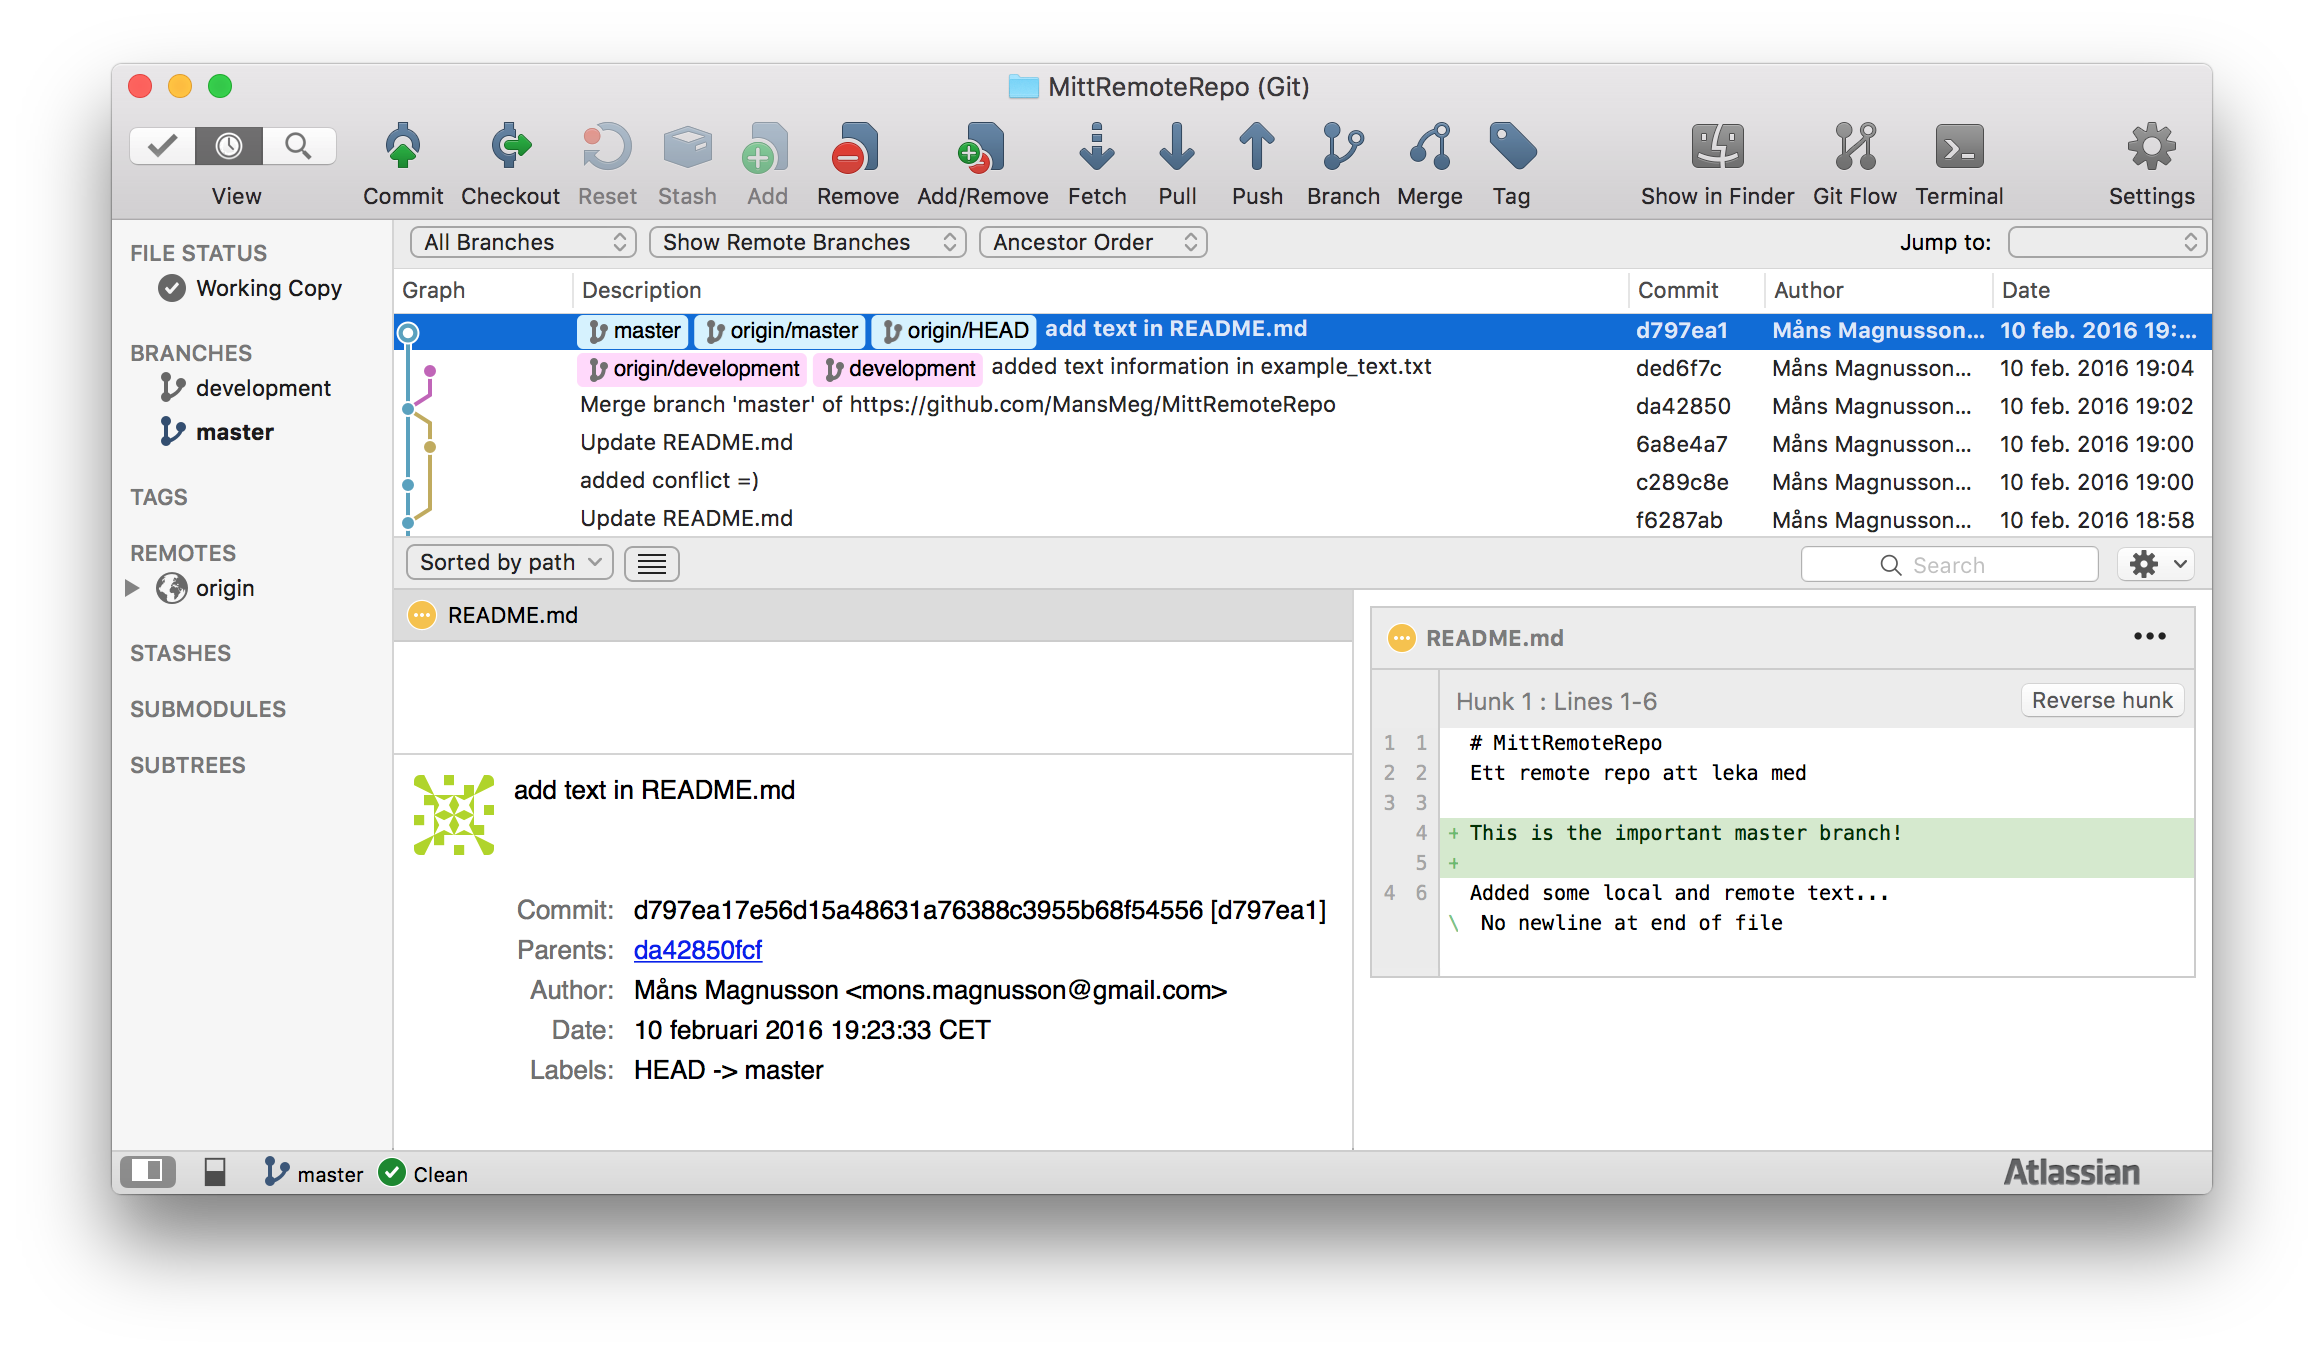 MittRemoteRepo (Git)
View Commit Checkout Reset Stash Add Remove Add/Remove Fetch Pull Push Branch Merge Tag Show in Finder Git Flow Terminal Settings
FILE STATUS
Working Copy
BRANCHES
development
master
TAGS
REMOTES
origin
STASHES
SUBMODULES
SUBTREES
All Branches Show Remote Branches Ancestor Order Jump to:
Graph Description Commit Author Date
master origin/master origin/HEAD add text in README.md d797ea1 Måns Magnusson... 10 feb. 2016 19:...
origin/development development added text information in example_text.txt ded6f7c Måns Magnusson... 10 feb. 2016 19:04
Merge branch 'master' of https://github.com/MansMeg/MittRemoteRepo da42850 Måns Magnusson... 10 feb. 2016 19:02
Update README.md 6a8e4a7 Måns Magnusson... 10 feb. 2016 19:00
added conflict =) c289c8e Måns Magnusson... 10 feb. 2016 19:00
Update README.md f6287ab Måns Magnusson... 10 feb. 2016 18:58
Sorted by path Search
README.md
add text in README.md
Commit: d797ea17e56d15a48631a76388c3955b68f54556 [d797ea1]
Parents: da42850fcf
Author: Måns Magnusson <mons.magnusson@gmail.com>
Date: 10 februari 2016 19:23:33 CET
Labels: HEAD -> master
README.md
Hunk 1 : Lines 1-6 Reverse hunk
1 1 # MittRemoteRepo
2 2 Ett remote repo att leka med
3 3
4 + This is the important master branch!
5 +
4 6 Added some local and remote text...
\ No newline at end of file
master Clean Atlassian